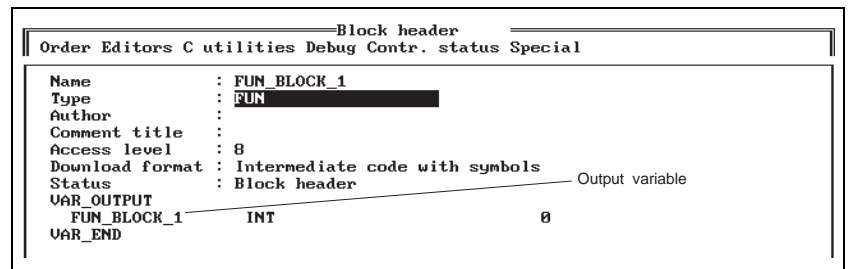 Block header
Order Editors C utilities Debug Contr. status Special
Name : FUN_BLOCK_1
Type : FUN
Author :
Comment title :
Access level : 8
Download format : Intermediate code with symbols
Status : Block header
Output variable
VAR_OUTPUT
FUN_BLOCK_1 INT 0
VAR_END